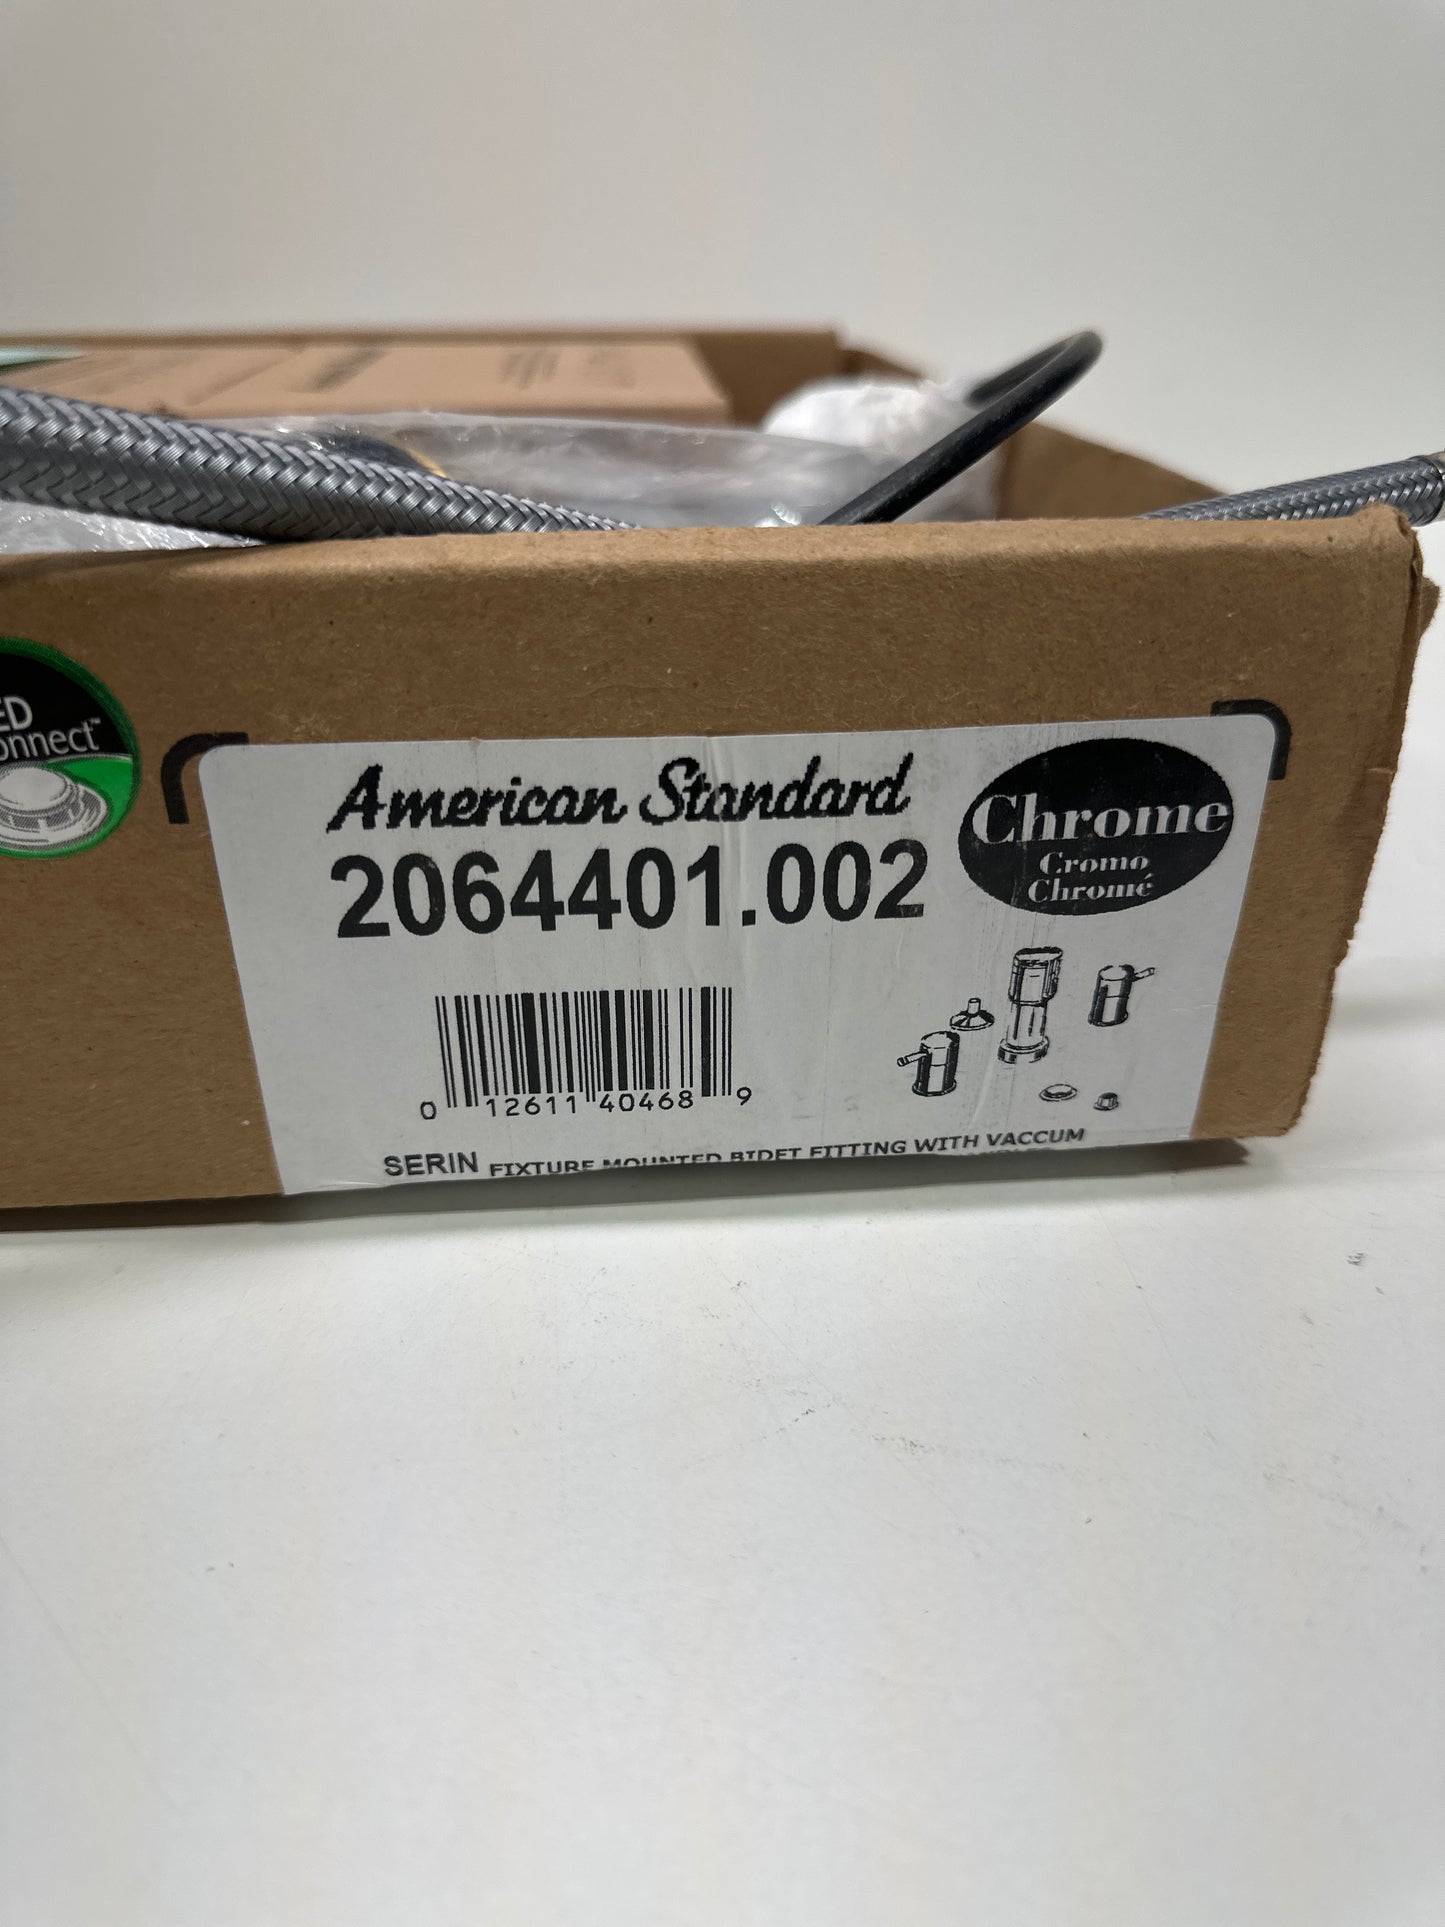 ED
onnect™
American Standard
2064401.002
Chrome
Cromo
Chromé
0 12611 40468 9
SERIN FIXTURE MOUNTED BIDET FITTING WITH VACCUM